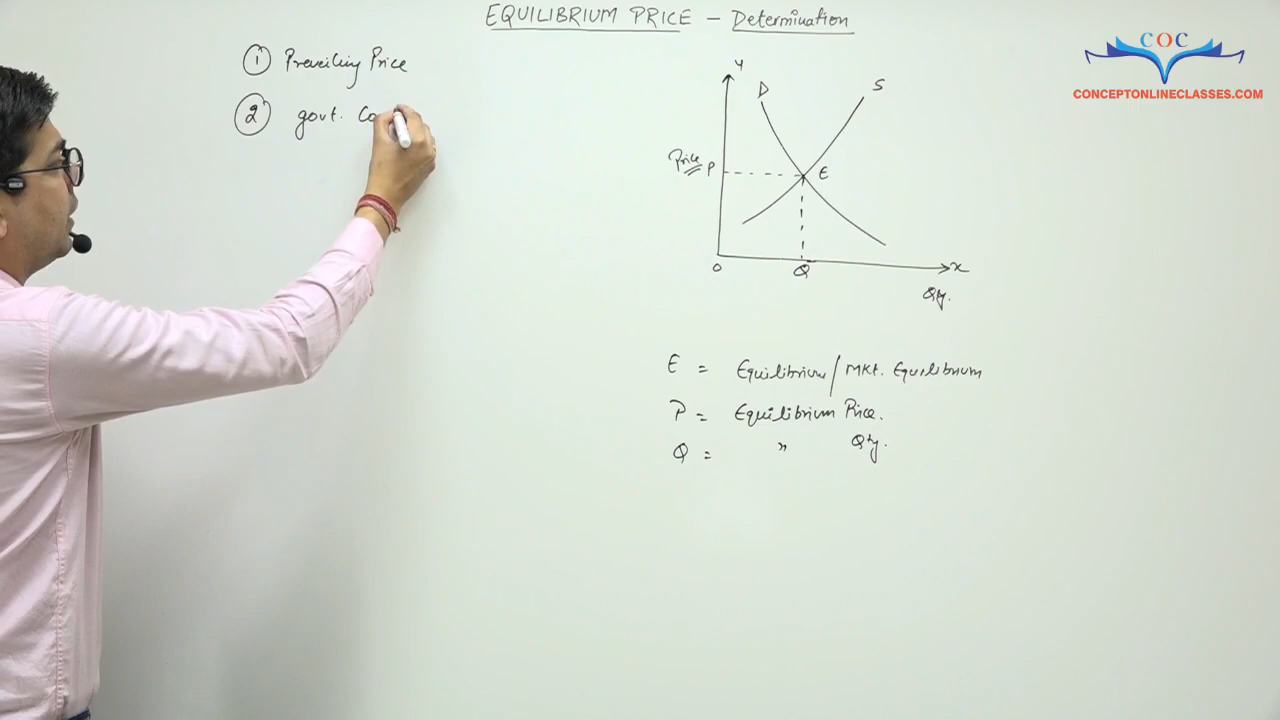 EQUILIBRIUM PRICE – Determination
① Prevailing Price
② govt. Co
COC
CONCEPTONLINECLASSES.COM
Y
D
S
Price P
E
O
Q
X
Qty.
E = Equilibrium / Mkt. Equilibrium
P = Equilibrium Price.
Q = " Qty.